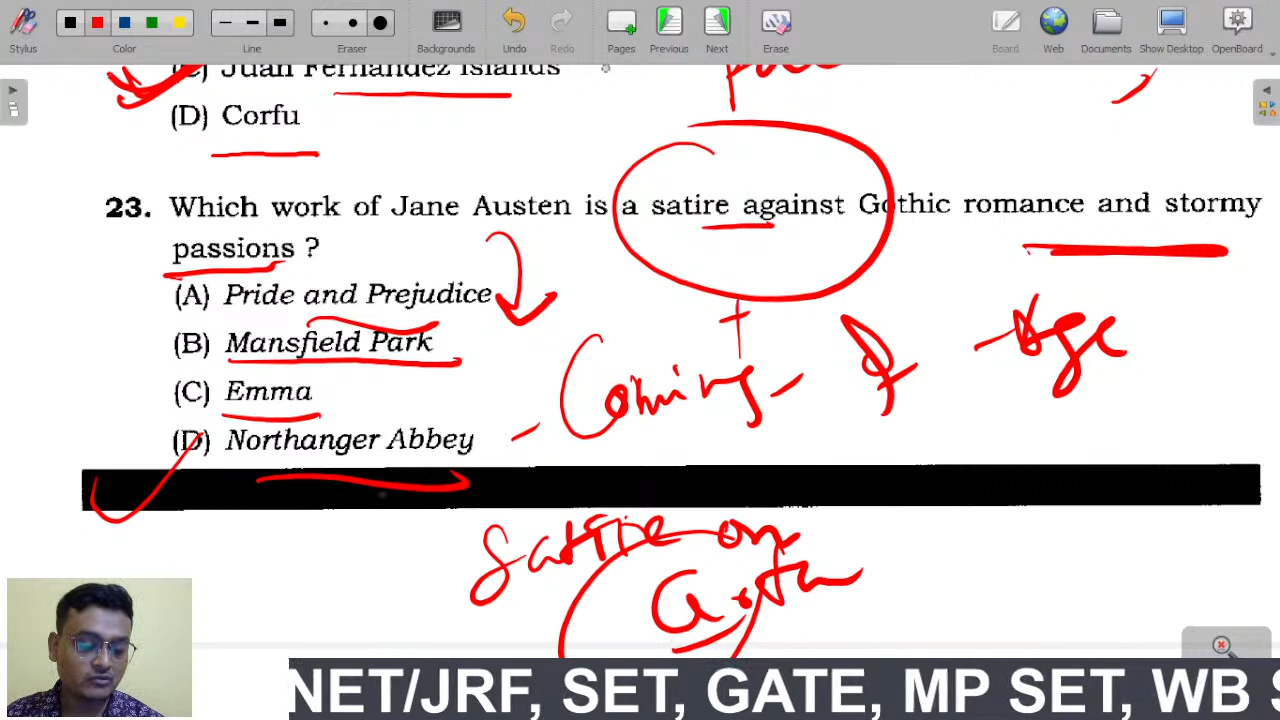 Stylus
Color
Line
Eraser
Backgrounds
Undo
Redo
Pages
Previous
Next
Erase
Board
Web
Documents
Show Desktop
OpenBoard
(C) Juan Fernandez Islands
(D) Corfu
23. Which work of Jane Austen is a satire against Gothic romance and stormy
passions ?
(A) Pride and Prejudice
(B) Mansfield Park
(C) Emma
(D) Northanger Abbey
- Coming - of - Age
Sattire on
NET/JRF, SET, GATE, MP SET, WB S